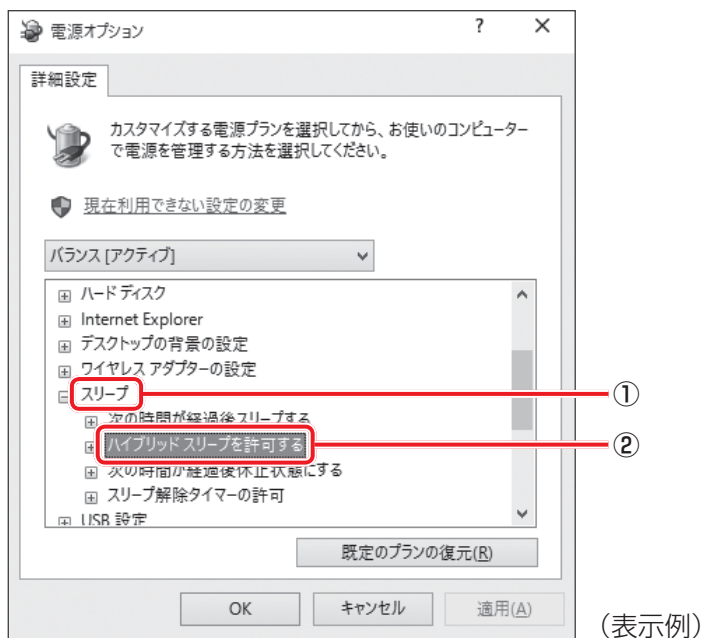 電源オプション ? ×
詳細設定
カスタマイズする電源プランを選択してから、お使いのコンピューター
で電源を管理する方法を選択してください。
現在利用できない設定の変更
バランス [アクティブ]
ハード ディスク
Internet Explorer
デスクトップの背景の設定
ワイヤレス アダプターの設定
スリープ ①
次の時間が経過後スリープする
ハイブリッド スリープを許可する ②
次の時間が経過後休止状態にする
スリープ解除タイマーの許可
USB 設定
既定のプランの復元(R)
OK キャンセル 適用(A)
(表示例)